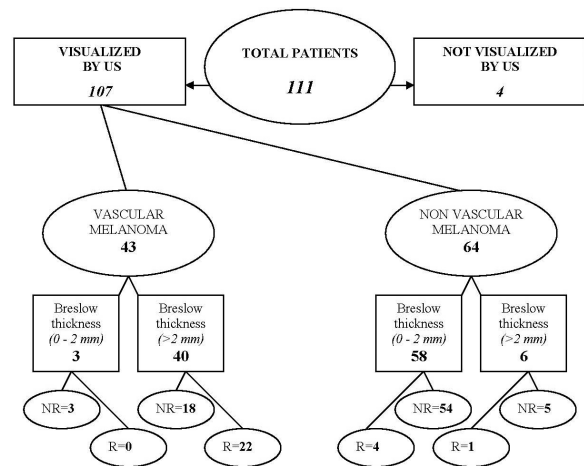 VISUALIZED
BY US
107
TOTAL PATIENTS
111
NOT VISUALIZED
BY US
4
VASCULAR
MELANOMA
43
NON VASCULAR
MELANOMA
64
Breslow
thickness
(0 - 2 mm)
3
Breslow
thickness
(>2 mm)
40
Breslow
thickness
(0 - 2 mm)
58
Breslow
thickness
(>2 mm)
6
NR=3
NR=18
NR=54
NR=5
R=0
R=22
R=4
R=1